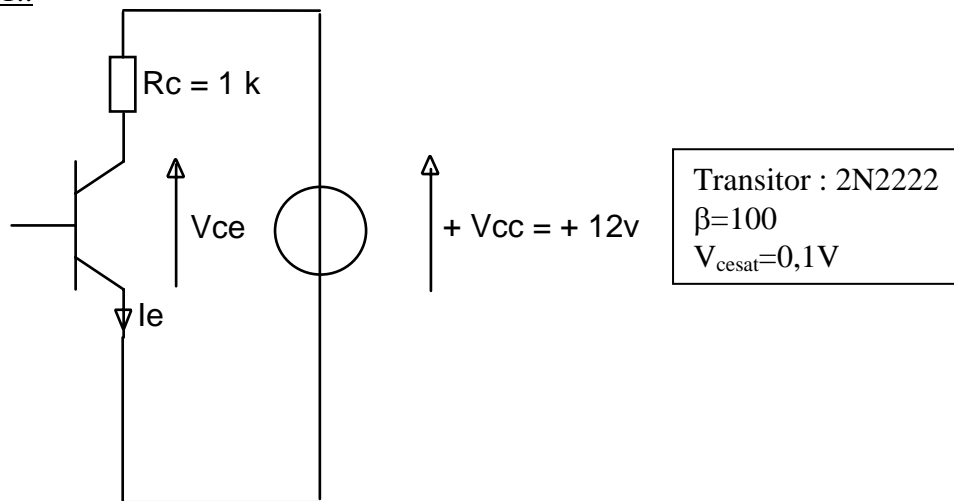 Rc = 1 k
Vce
+ Vcc = + 12v
Ie
Transitor : 2N2222
β=100
Vcesat=0,1V